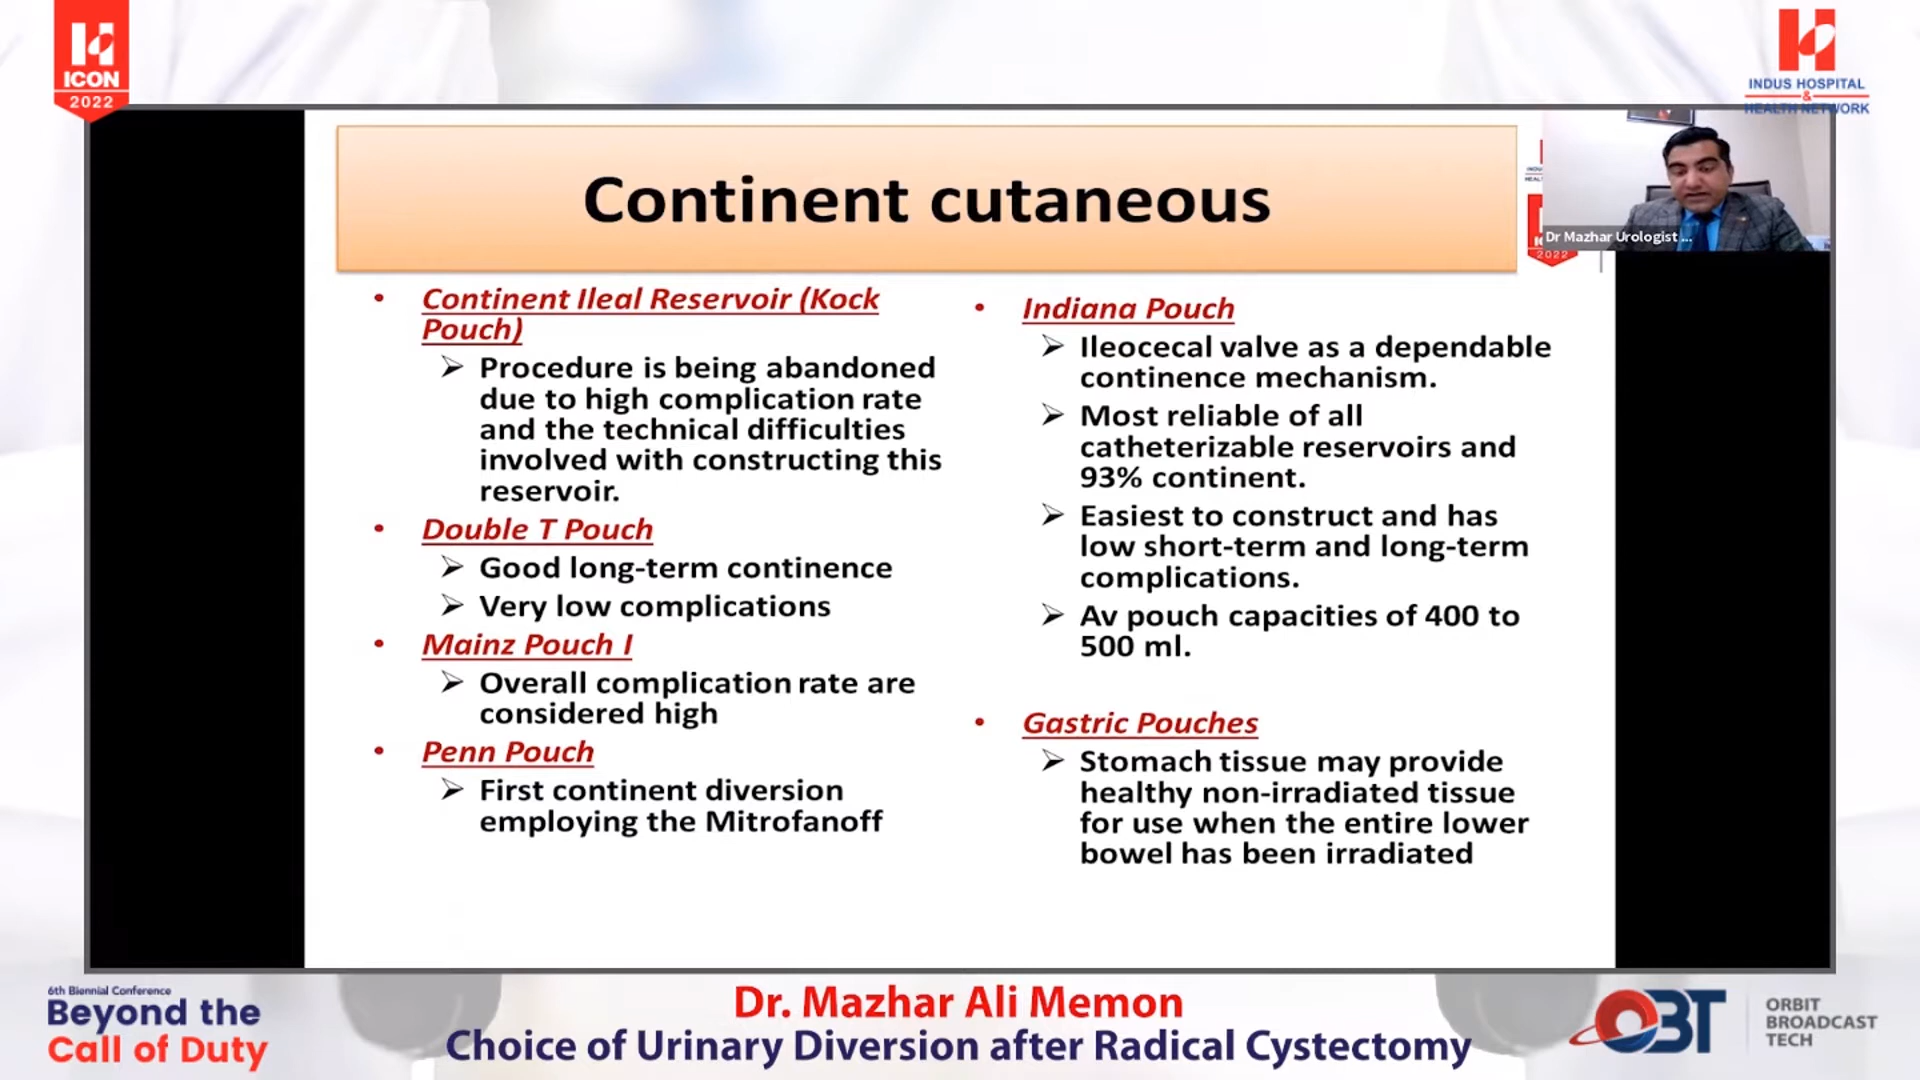 ICON
2022
INDUS HOSPITAL
&
HEALTH NETWORK
Continent cutaneous
Dr Mazhar Urologist ...
2022
• Continent Ileal Reservoir (Kock
Pouch)
➢ Procedure is being abandoned
due to high complication rate
and the technical difficulties
involved with constructing this
reservoir.
• Double T Pouch
➢ Good long-term continence
➢ Very low complications
• Mainz Pouch I
➢ Overall complication rate are
considered high
• Penn Pouch
➢ First continent diversion
employing the Mitrofanoff
• Indiana Pouch
➢ Ileocecal valve as a dependable
continence mechanism.
➢ Most reliable of all
catheterizable reservoirs and
93% continent.
➢ Easiest to construct and has
low short-term and long-term
complications.
➢ Av pouch capacities of 400 to
500 ml.
• Gastric Pouches
➢ Stomach tissue may provide
healthy non-irradiated tissue
for use when the entire lower
bowel has been irradiated
6th Biennial Conference
Beyond the
Call of Duty
Dr. Mazhar Ali Memon
Choice of Urinary Diversion after Radical Cystectomy
OBT
ORBIT
BROADCAST
TECH